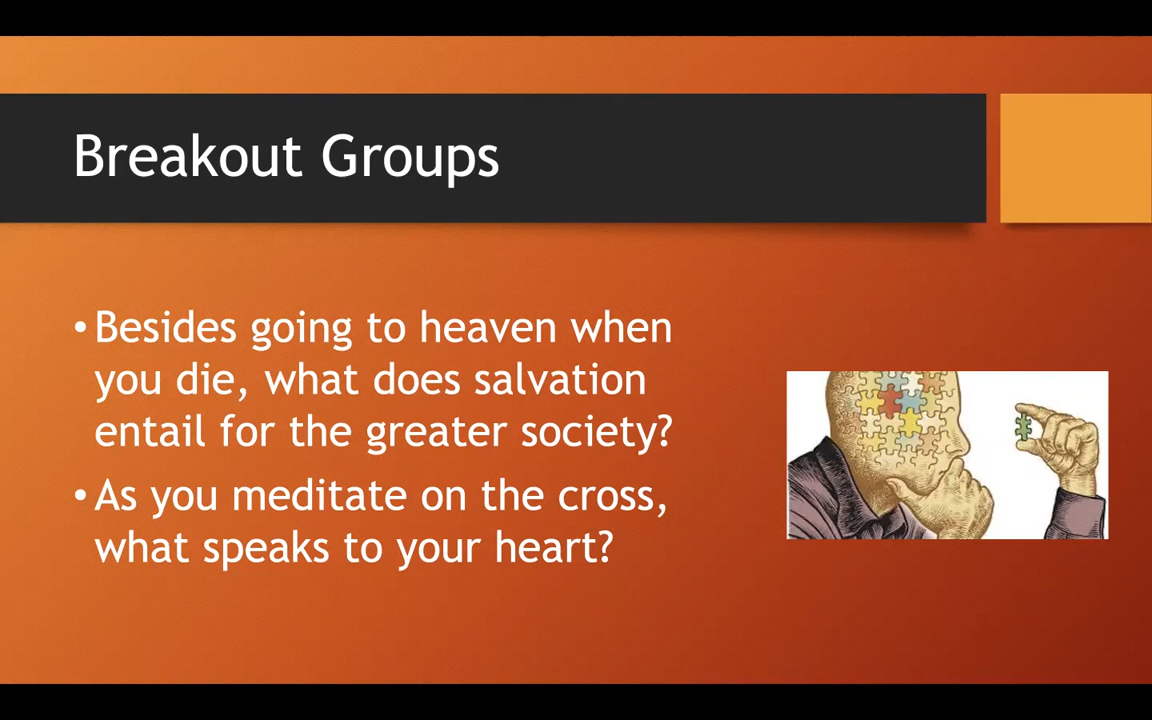 Breakout Groups
• Besides going to heaven when
you die, what does salvation
entail for the greater society?
• As you meditate on the cross,
what speaks to your heart?